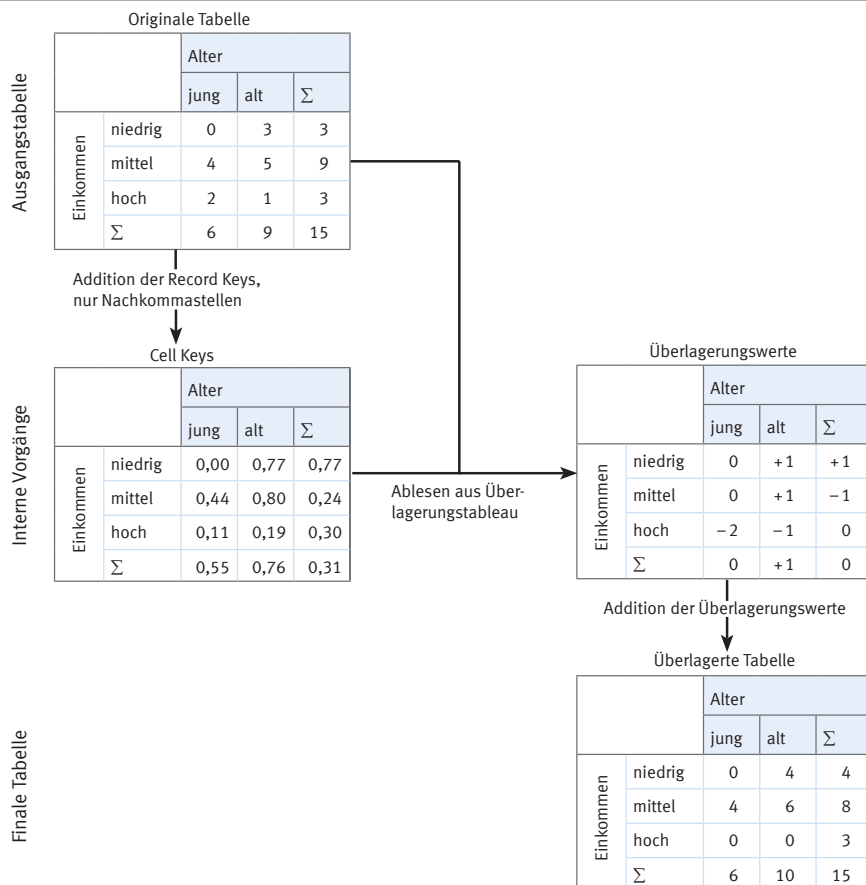 Originale Tabelle
Ausgangstabelle
Alter
jung alt Σ
Einkommen
niedrig 0 3 3
mittel 4 5 9
hoch 2 1 3
Σ 6 9 15
Addition der Record Keys,
nur Nachkommastellen
Interne Vorgänge
Cell Keys
Alter
jung alt Σ
Einkommen
niedrig 0,00 0,77 0,77
mittel 0,44 0,80 0,24
hoch 0,11 0,19 0,30
Σ 0,55 0,76 0,31
Ablesen aus Über-
lagerungstableau
Überlagerungswerte
Alter
jung alt Σ
Einkommen
niedrig 0 +1 +1
mittel 0 +1 −1
hoch −2 −1 0
Σ 0 +1 0
Addition der Überlagerungswerte
Finale Tabelle
Überlagerte Tabelle
Alter
jung alt Σ
Einkommen
niedrig 0 4 4
mittel 4 6 8
hoch 0 0 3
Σ 6 10 15